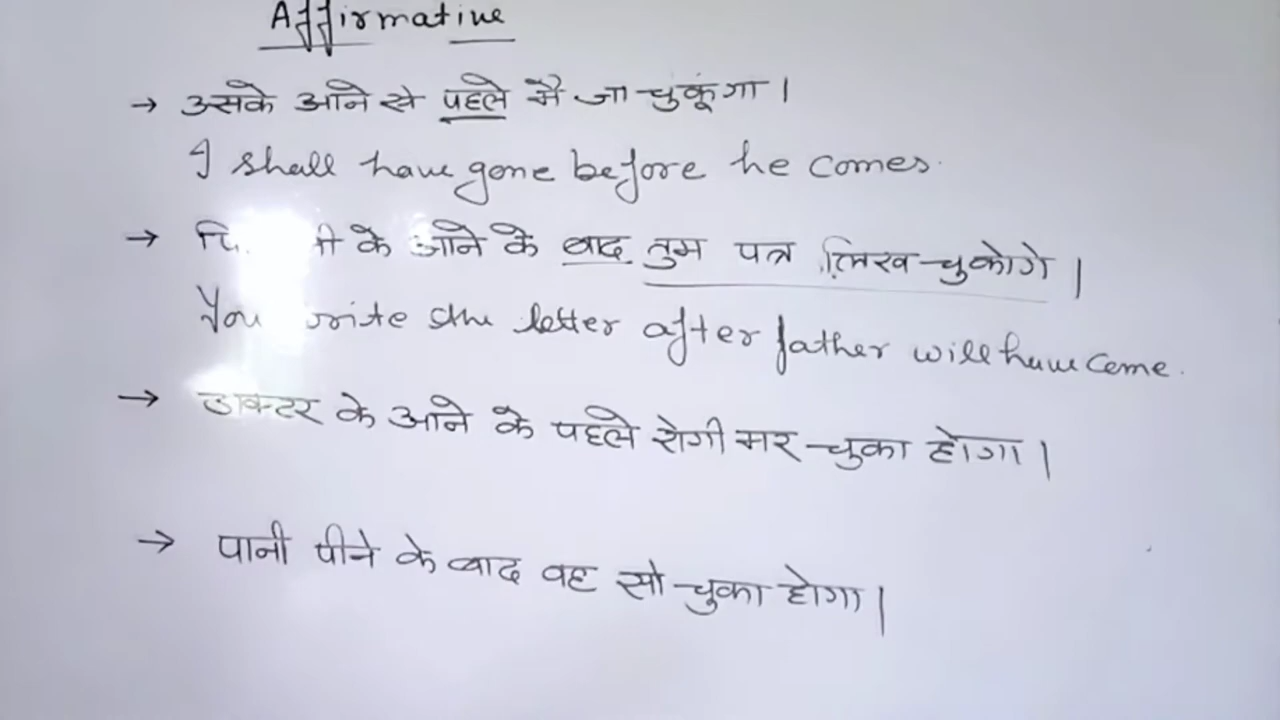 Affirmative
→ उसके आने से पहले मै जा चुकूंगा।
I shall have gone before he comes.
→ के आने के बाद तुम पत्र लिख चुकोगे।
You write the letter after father will have come.
→ डाक्टर के आने के पहले रोगी मर चुका होगा।
→ पानी पीने के बाद वह सो चुका होगा।